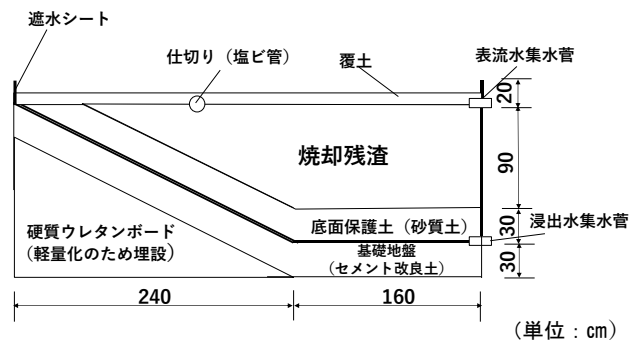 遮水シート
仕切り（塩ビ管）
覆土
表流水集水菅
20
焼却残渣
90
底面保護土（砂質土）
30
浸出水集水菅
硬質ウレタンボード
（軽量化のため埋設）
基礎地盤
（セメント改良土）
30
240
160
（単位：㎝）